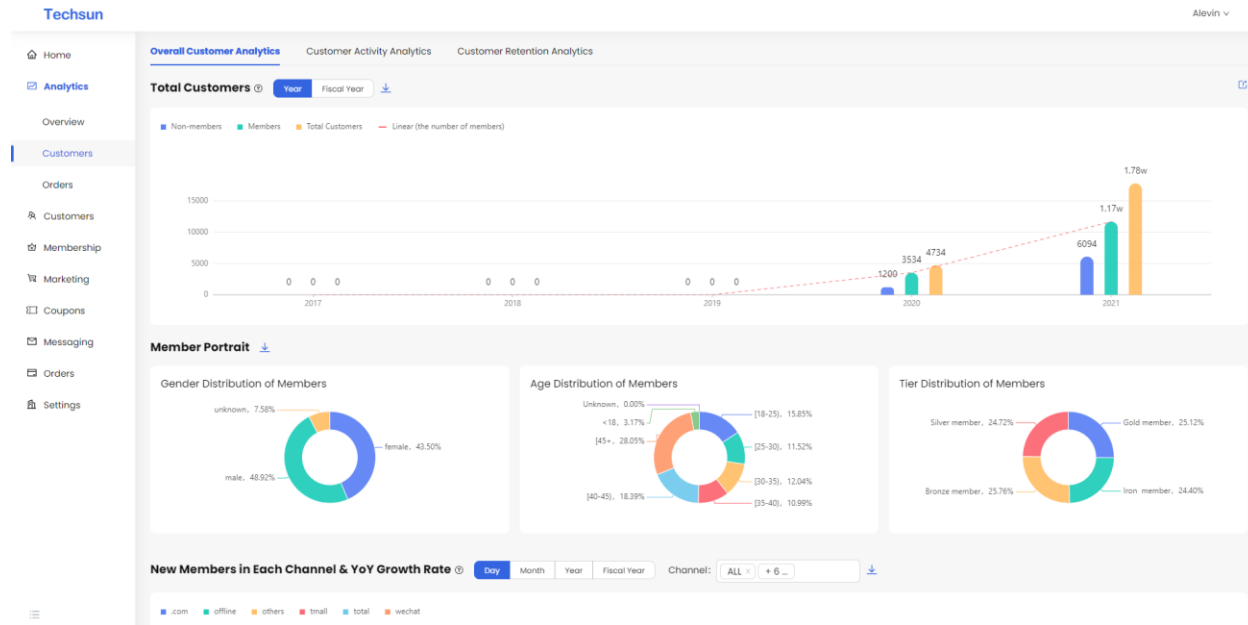 Techsun
Alevin
Home
Analytics
Overview
Customers
Orders
Customers
Membership
Marketing
Coupons
Messaging
Orders
Settings
Overall Customer Analytics Customer Activity Analytics Customer Retention Analytics
Total Customers Year Fiscal Year
Non-members Members Total Customers Linear (the number of members)
1.78w
15000
1.17w
10000
6094
4734
3534
5000
1200
0 0 0 0 0 0 0 0 0
0
2017 2018 2019 2020 2021
Member Portrait
Gender Distribution of Members
unknown, 7.58%
female, 43.50%
male, 48.92%
Age Distribution of Members
Unknown, 0.00%
<18, 3.17%
[45+, 28.05%
[40-45), 18.39%
[18-25), 15.85%
[25-30), 11.52%
[30-35), 12.04%
[35-40), 10.99%
Tier Distribution of Members
Silver member, 24.72%
Gold member, 25.12%
Bronze member, 25.76%
Iron member, 24.40%
New Members in Each Channel & YoY Growth Rate Day Month Year Fiscal Year Channel: ALL × + 6 ...
.com offline others tmall total wechat